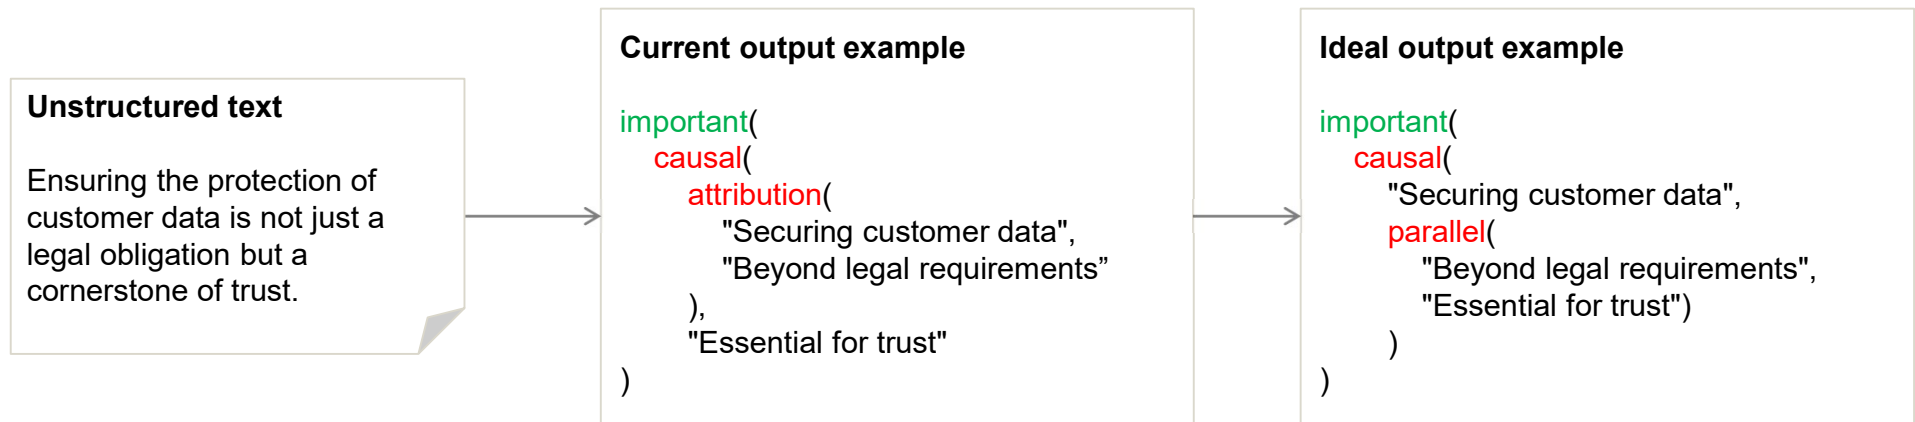 Unstructured text
Ensuring the protection of
customer data is not just a
legal obligation but a
cornerstone of trust.
Current output example
important(
causal(
attribution(
"Securing customer data",
"Beyond legal requirements”
),
"Essential for trust"
)
Ideal output example
important(
causal(
"Securing customer data",
parallel(
"Beyond legal requirements",
"Essential for trust")
)
)